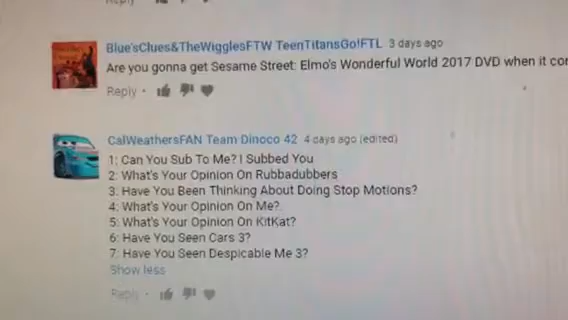 Reply
Blue'sClues&TheWigglesFTW TeenTitansGo!FTL 3 days ago
Are you gonna get Sesame Street: Elmo's Wonderful World 2017 DVD when it
Reply
CalWeathersFAN Team Dinoco 42 4 days ago (edited)
1: Can You Sub To Me? I Subbed You
2: What's Your Opinion On Rubbadubbers
3: Have You Been Thinking About Doing Stop Motions?
4: What's Your Opinion On Me?
5: What's Your Opinion On KitKat?
6: Have You Seen Cars 3?
7: Have You Seen Despicable Me 3?
Show less
Reply